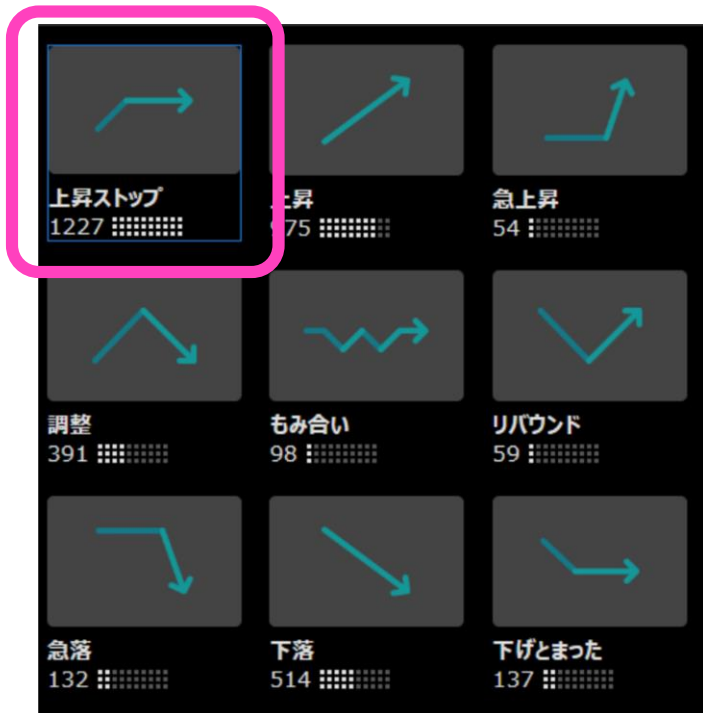 上昇ストップ
1227
上昇
975
急上昇
54
調整
391
もみ合い
98
リバウンド
59
急落
132
下落
514
下げとまった
137